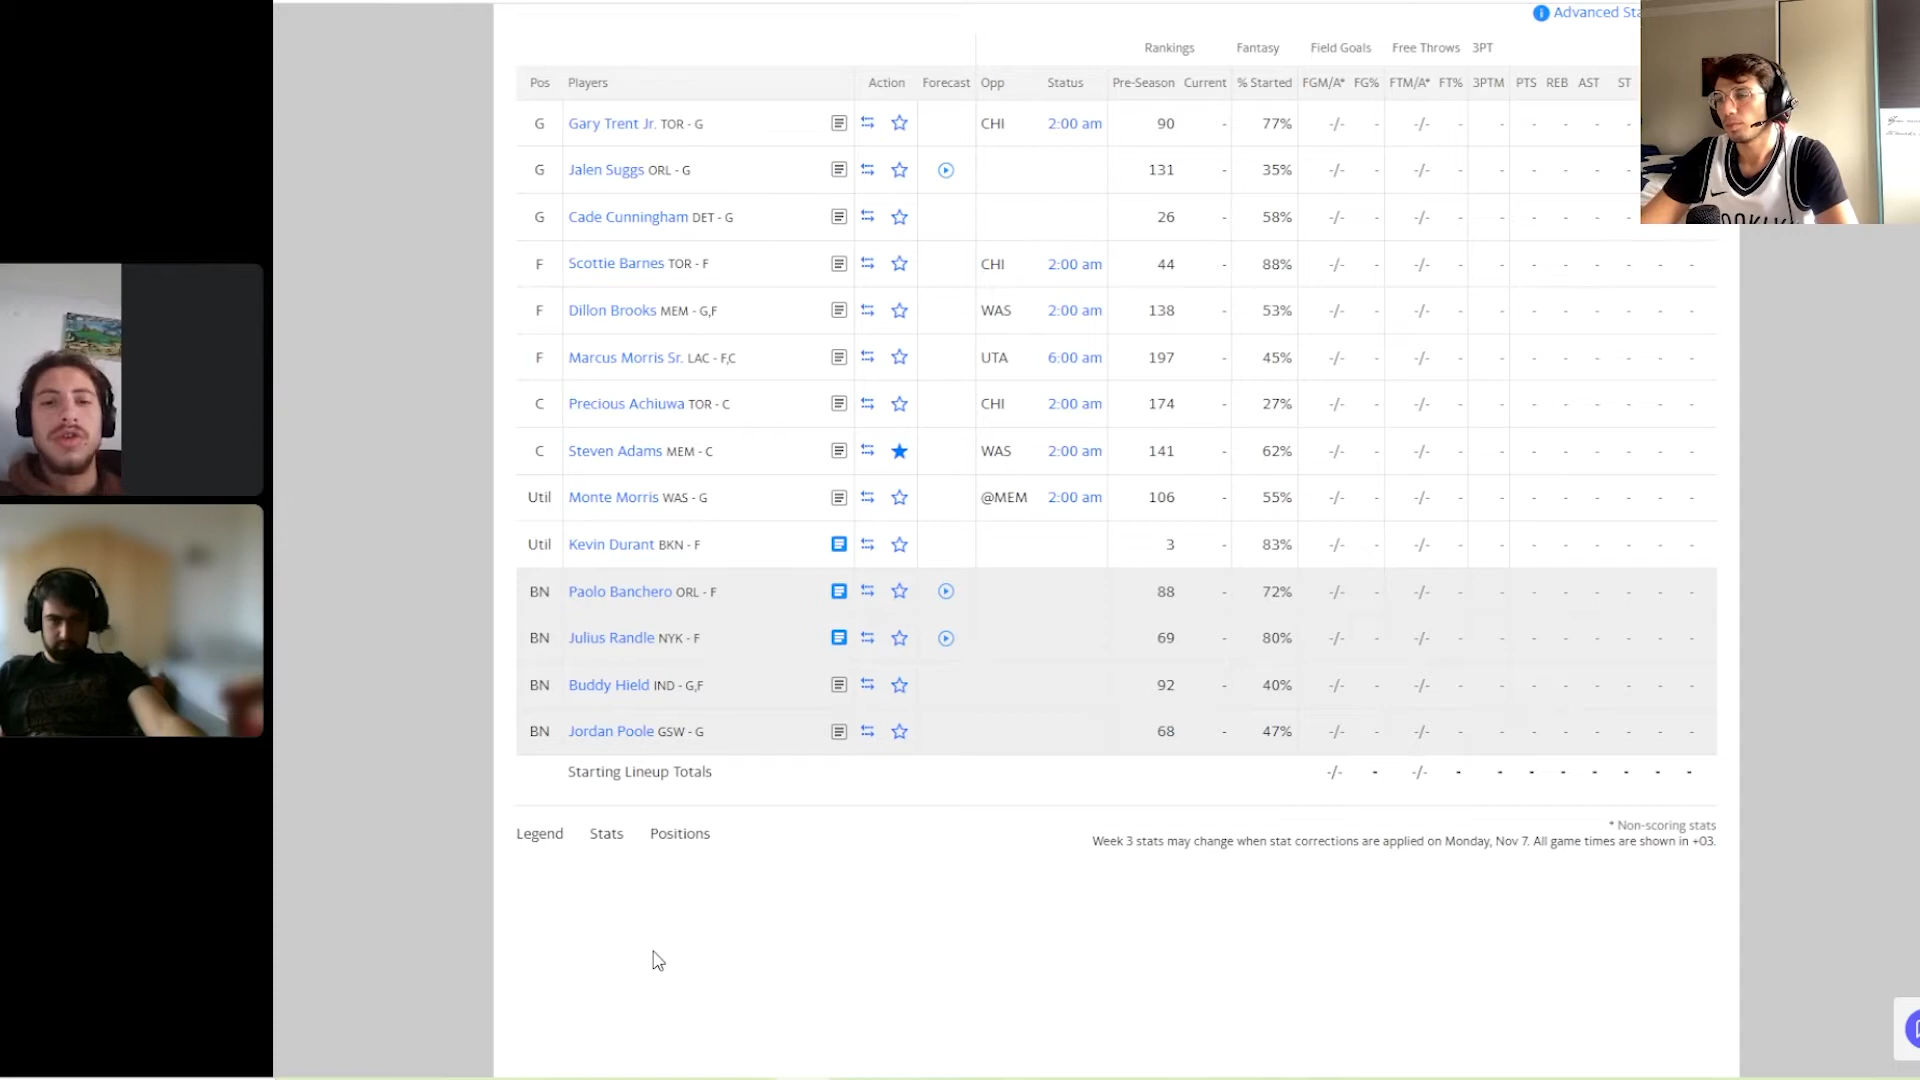 Advanced Sta
Rankings Fantasy Field Goals Free Throws 3PT
Pos Players Action Forecast Opp Status Pre-Season Current % Started FGM/A* FG% FTM/A* FT% 3PTM PTS REB AST ST
G Gary Trent Jr. TOR - G CHI 2:00 am 90 - 77% -/- - -/- - - - - - - - -
G Jalen Suggs ORL - G 131 - 35% -/- - -/- - - - - - - - -
G Cade Cunningham DET - G 26 - 58% -/- - -/- - - - - - - - -
F Scottie Barnes TOR - F CHI 2:00 am 44 - 88% -/- - -/- - - - - - - - -
F Dillon Brooks MEM - G,F WAS 2:00 am 138 - 53% -/- - -/- - - - - - - - -
F Marcus Morris Sr. LAC - F,C UTA 6:00 am 197 - 45% -/- - -/- - - - - - - - -
C Precious Achiuwa TOR - C CHI 2:00 am 174 - 27% -/- - -/- - - - - - - - -
C Steven Adams MEM - C WAS 2:00 am 141 - 62% -/- - -/- - - - - - - - -
Util Monte Morris WAS - G @MEM 2:00 am 106 - 55% -/- - -/- - - - - - - - -
Util Kevin Durant BKN - F 3 - 83% -/- - -/- - - - - - - - -
BN Paolo Banchero ORL - F 88 - 72% -/- - -/- - - - - - - - -
BN Julius Randle NYK - F 69 - 80% -/- - -/- - - - - - - - -
BN Buddy Hield IND - G,F 92 - 40% -/- - -/- - - - - - - - -
BN Jordan Poole GSW - G 68 - 47% -/- - -/- - - - - - - - -
Starting Lineup Totals -/- - -/- - - - - - - - -
Legend Stats Positions
* Non-scoring stats
Week 3 stats may change when stat corrections are applied on Monday, Nov 7. All game times are shown in +03.